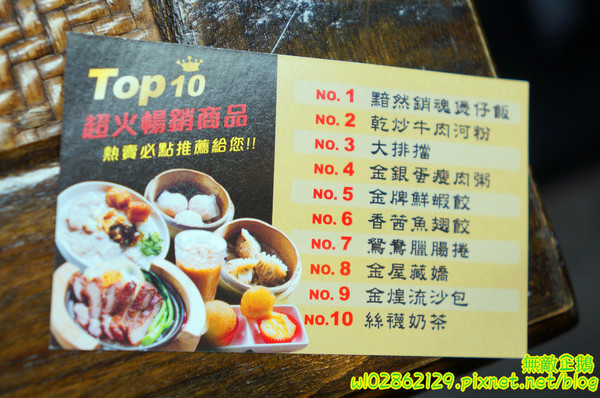 Top 10
超火暢銷商品
熱賣必點推薦給您!!
NO. 1 黯然銷魂煲仔飯
NO. 2 乾炒牛肉河粉
NO. 3 大排擋
NO. 4 金銀蛋瘦肉粥
NO. 5 金牌鮮蝦餃
NO. 6 香茜魚翅餃
NO. 7 鴛鴦臘腸捲
NO. 8 金屋藏嬌
NO. 9 金煌流沙包
NO. 10 絲襪奶茶
無敵企鵝
w102862129.pixnet.net/blog